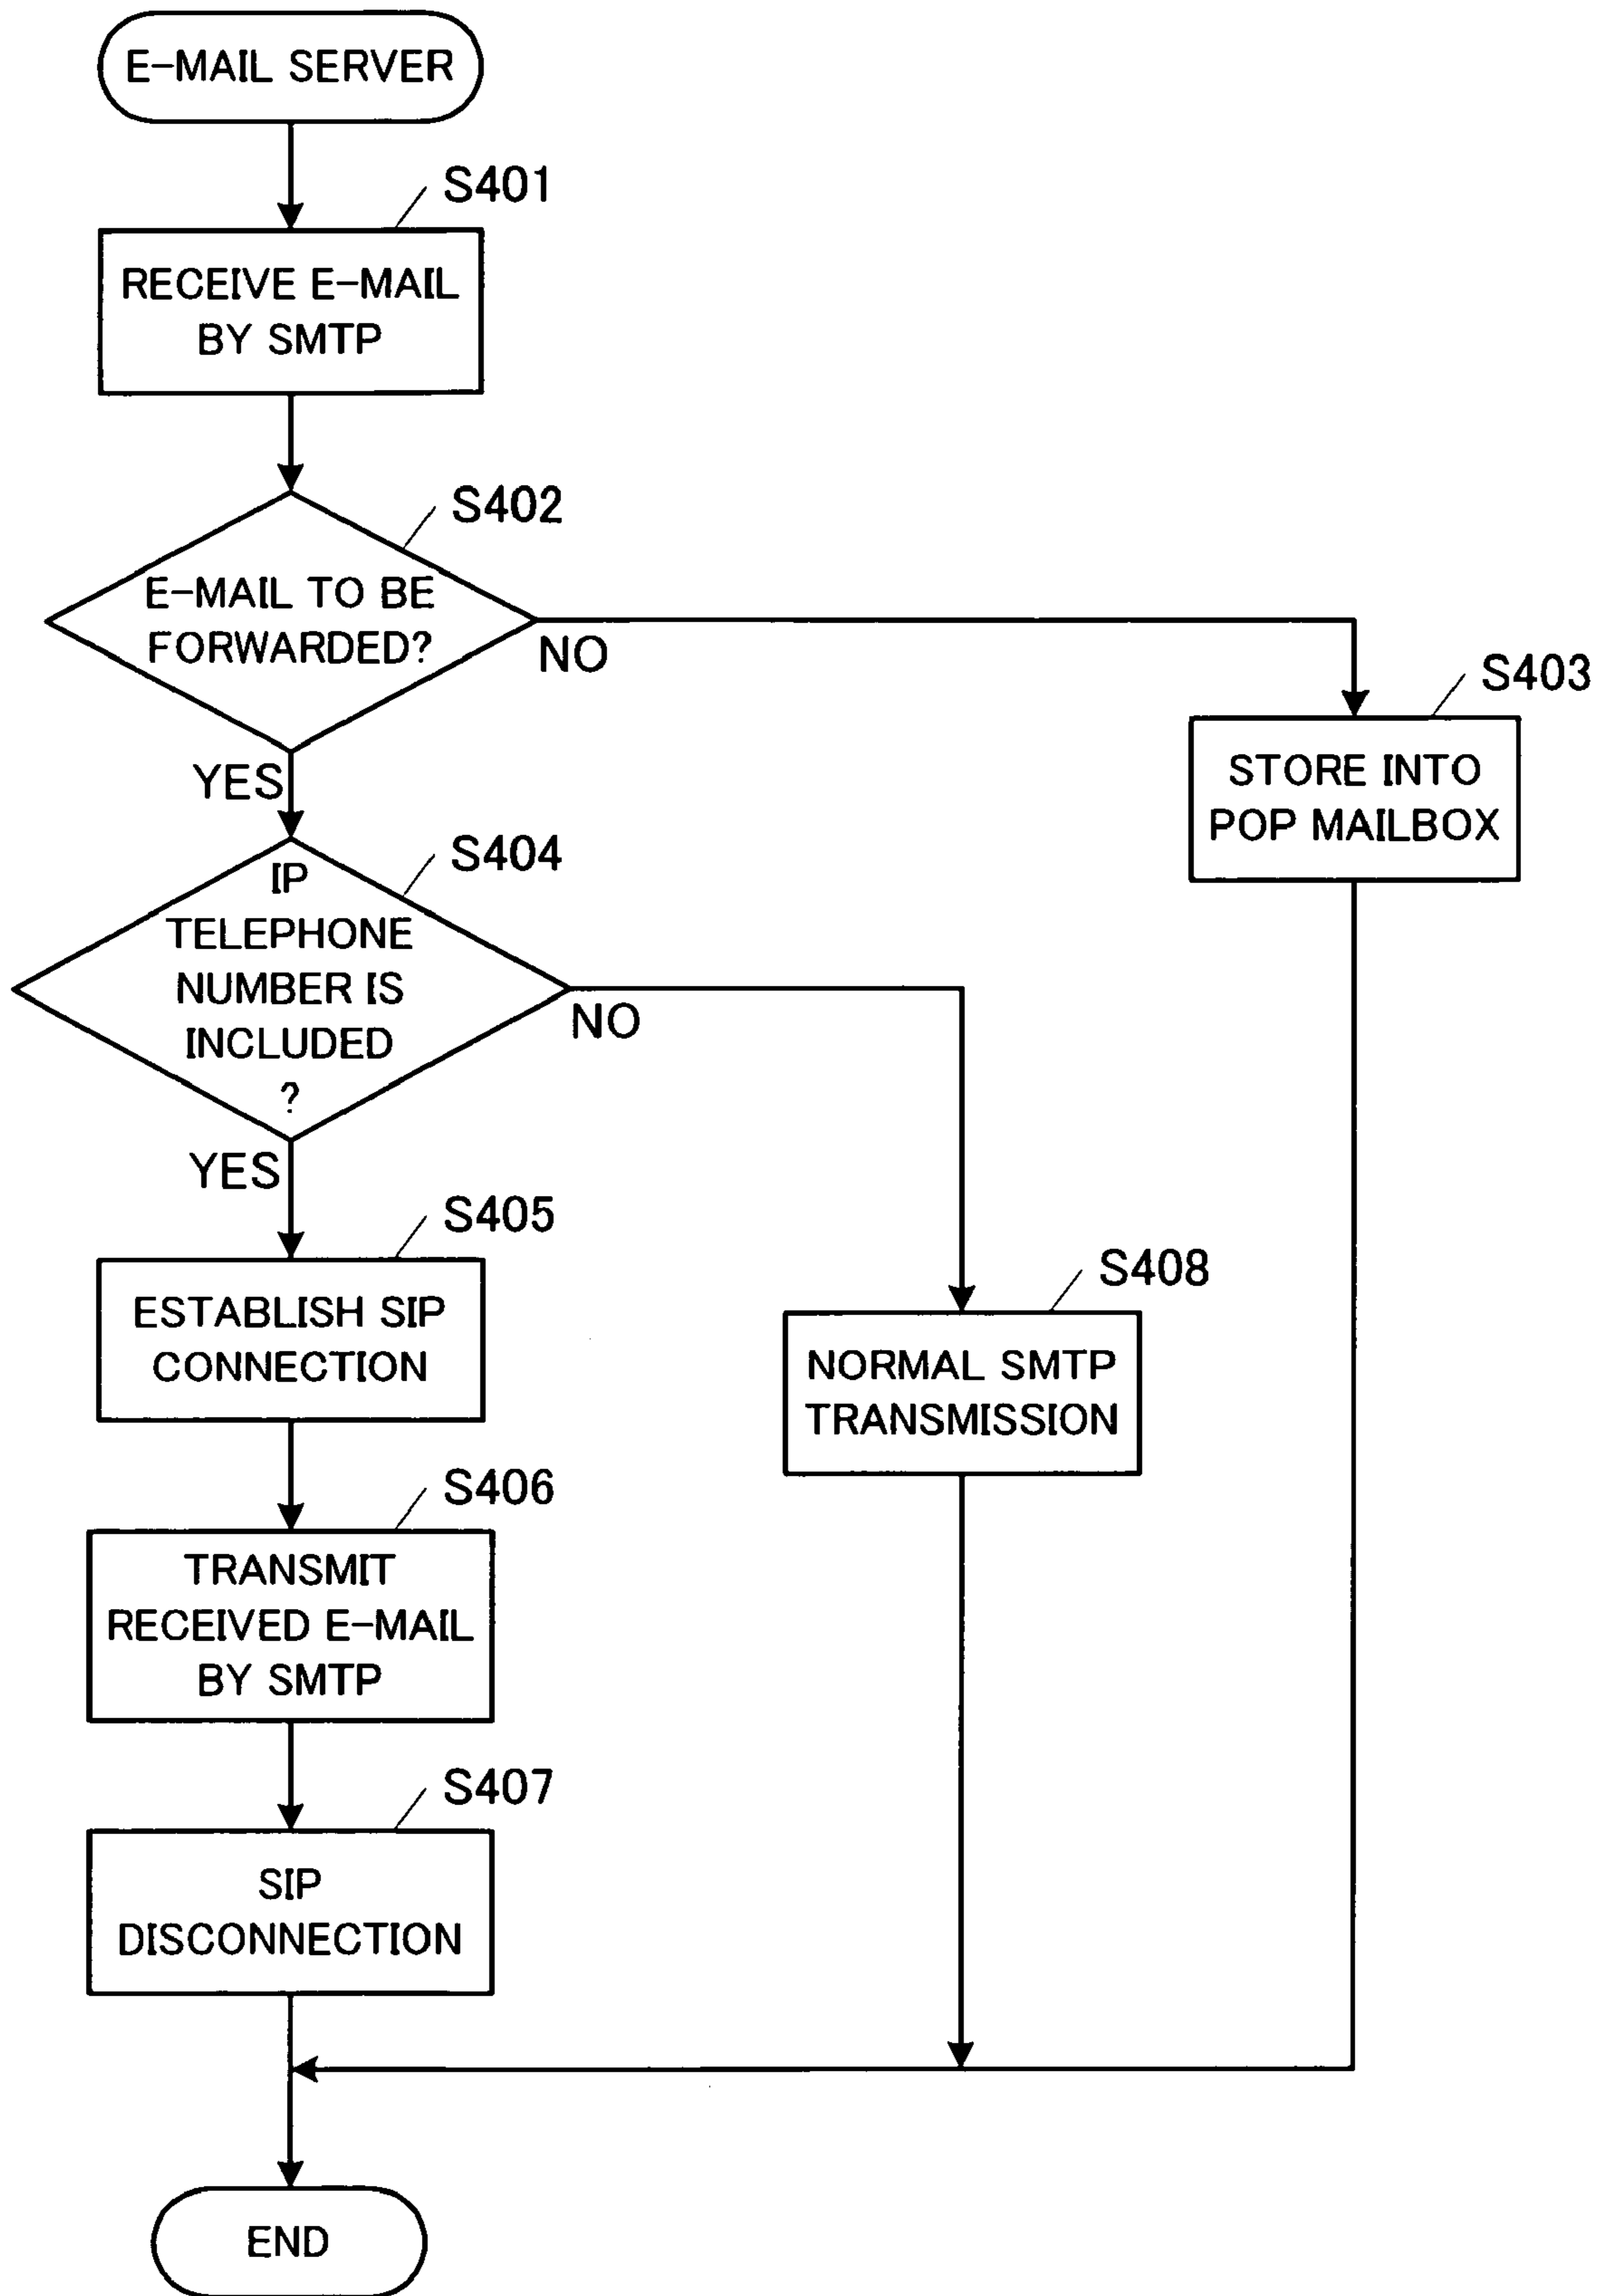 E-MAIL SERVER
S401
RECEIVE E-MAIL
BY SMTP
S402
E-MAIL TO BE
FORWARDED?
NO
YES
S403
STORE INTO
POP MAILBOX
S404
IP
TELEPHONE
NUMBER IS
INCLUDED
?
NO
YES
S405
ESTABLISH SIP
CONNECTION
S408
NORMAL SMTP
TRANSMISSION
S406
TRANSMIT
RECEIVED E-MAIL
BY SMTP
S407
SIP
DISCONNECTION
END